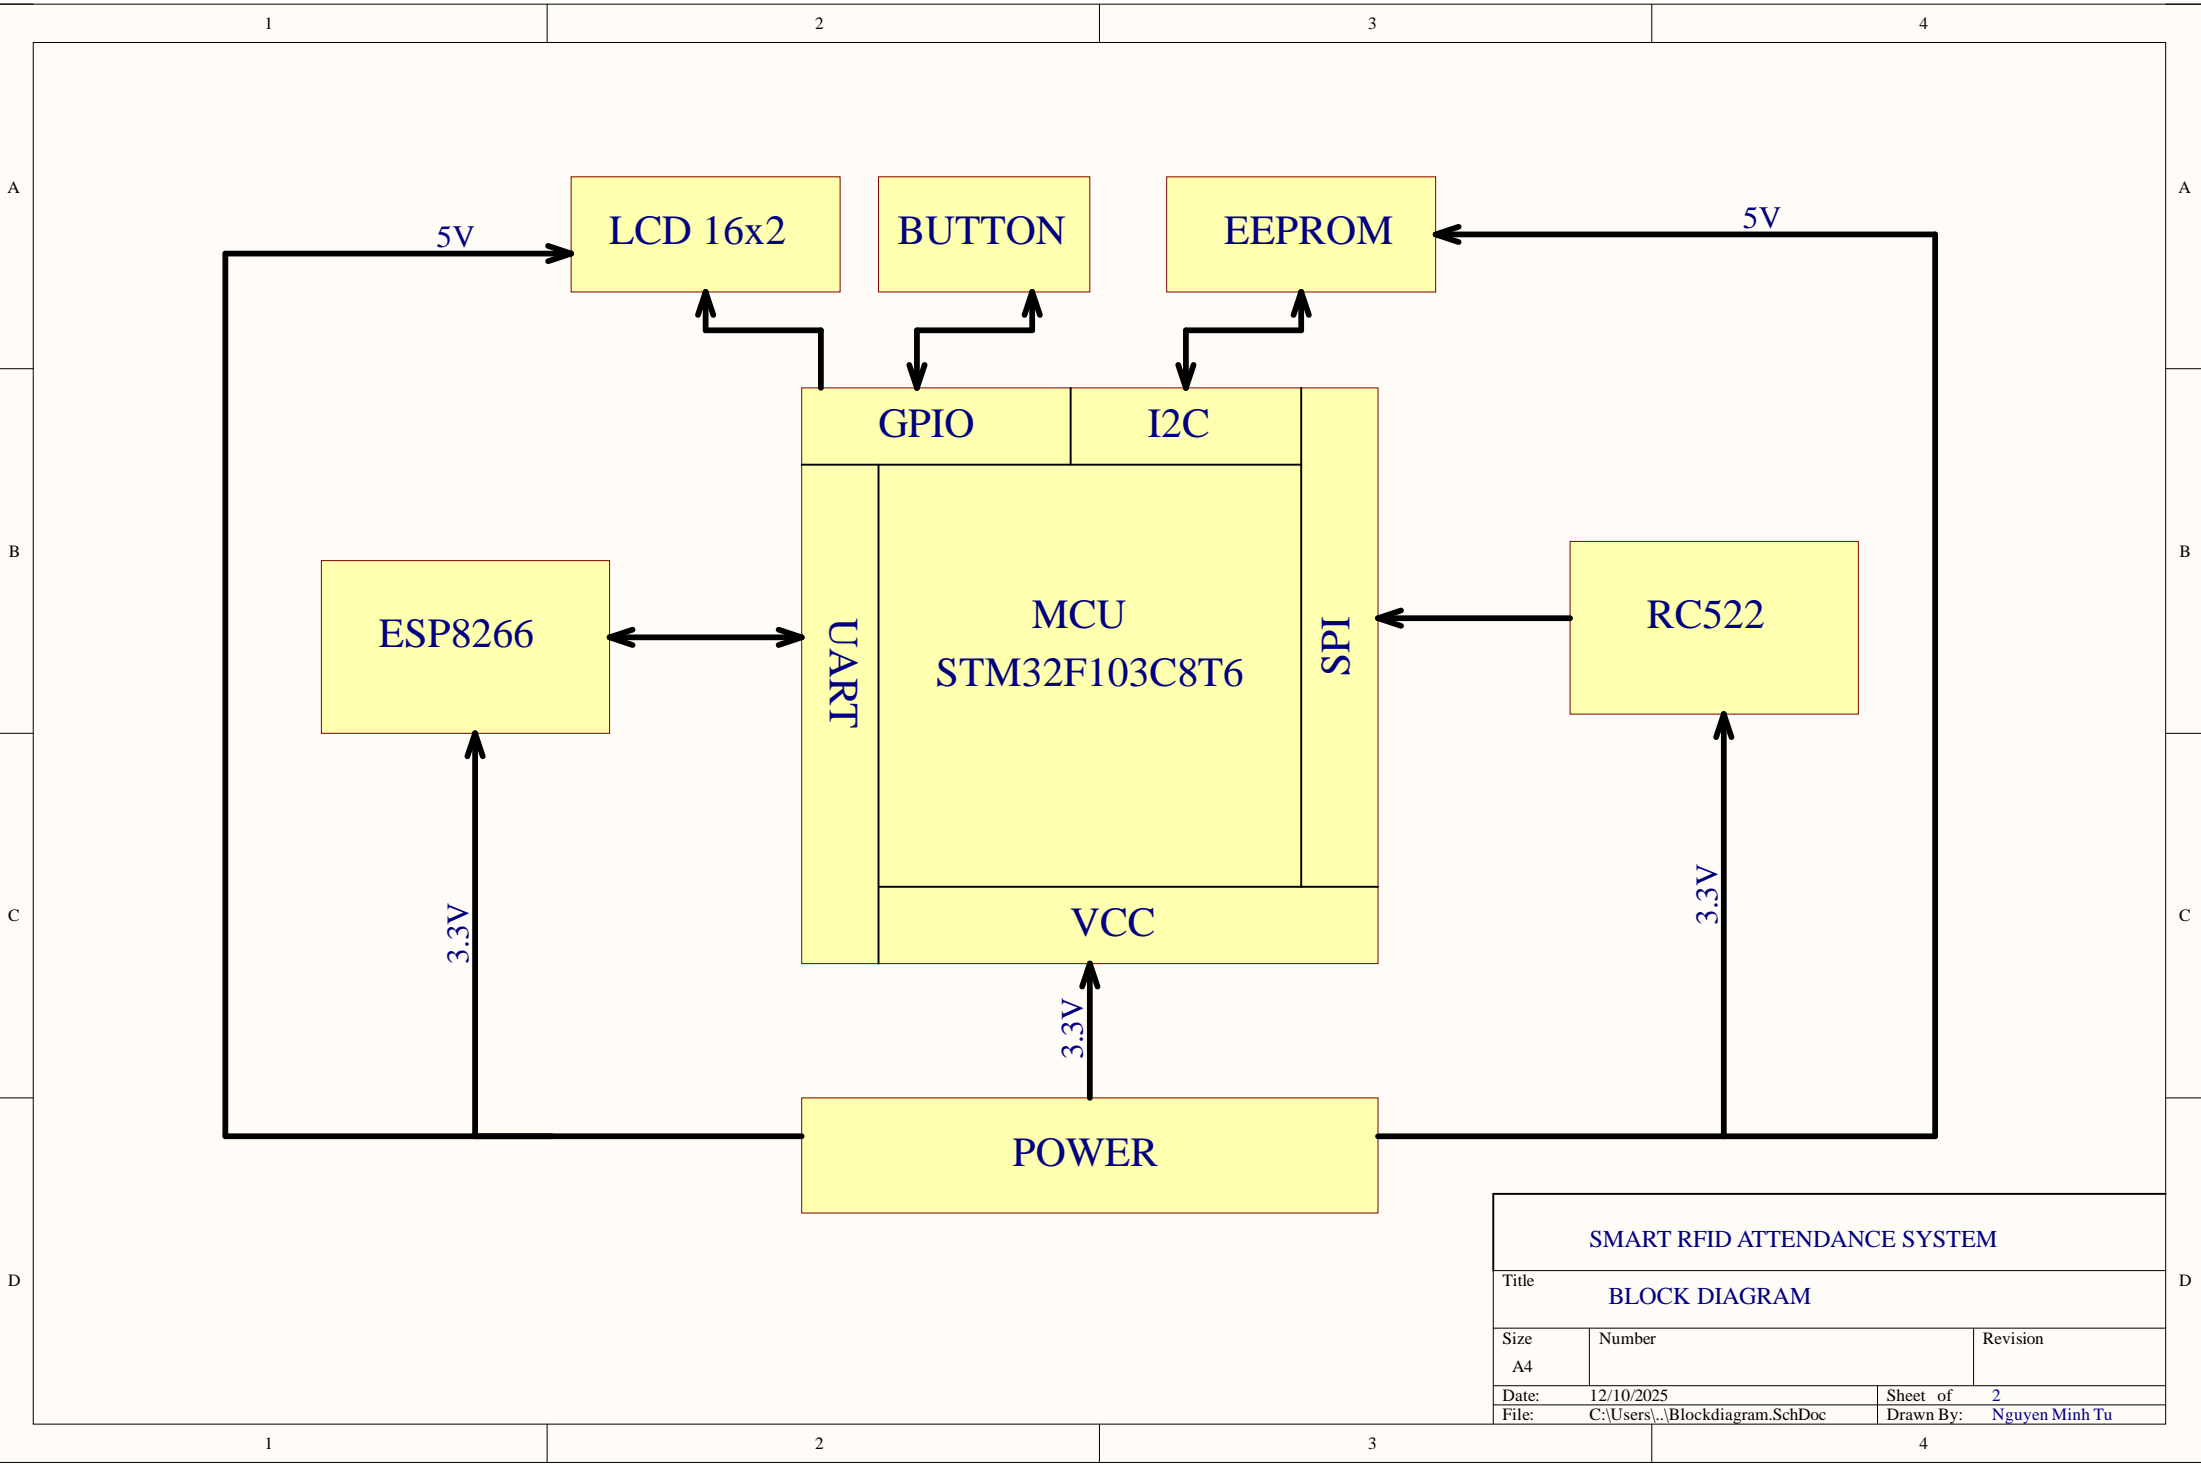 1 2 3 4
A A
LCD 16x2 BUTTON EEPROM
5V 5V
GPIO I2C
B B
ESP8266
UART
MCU
STM32F103C8T6
SPI
RC522
C C
3.3V
VCC
3.3V
3.3V
POWER
SMART RFID ATTENDANCE SYSTEM
D D
Title
BLOCK DIAGRAM
Size Number Revision
A4
Date: 12/10/2025 Sheet of 2
File: C:\Users\..\Blockdiagram.SchDoc Drawn By: Nguyen Minh Tu
1 2 3 4